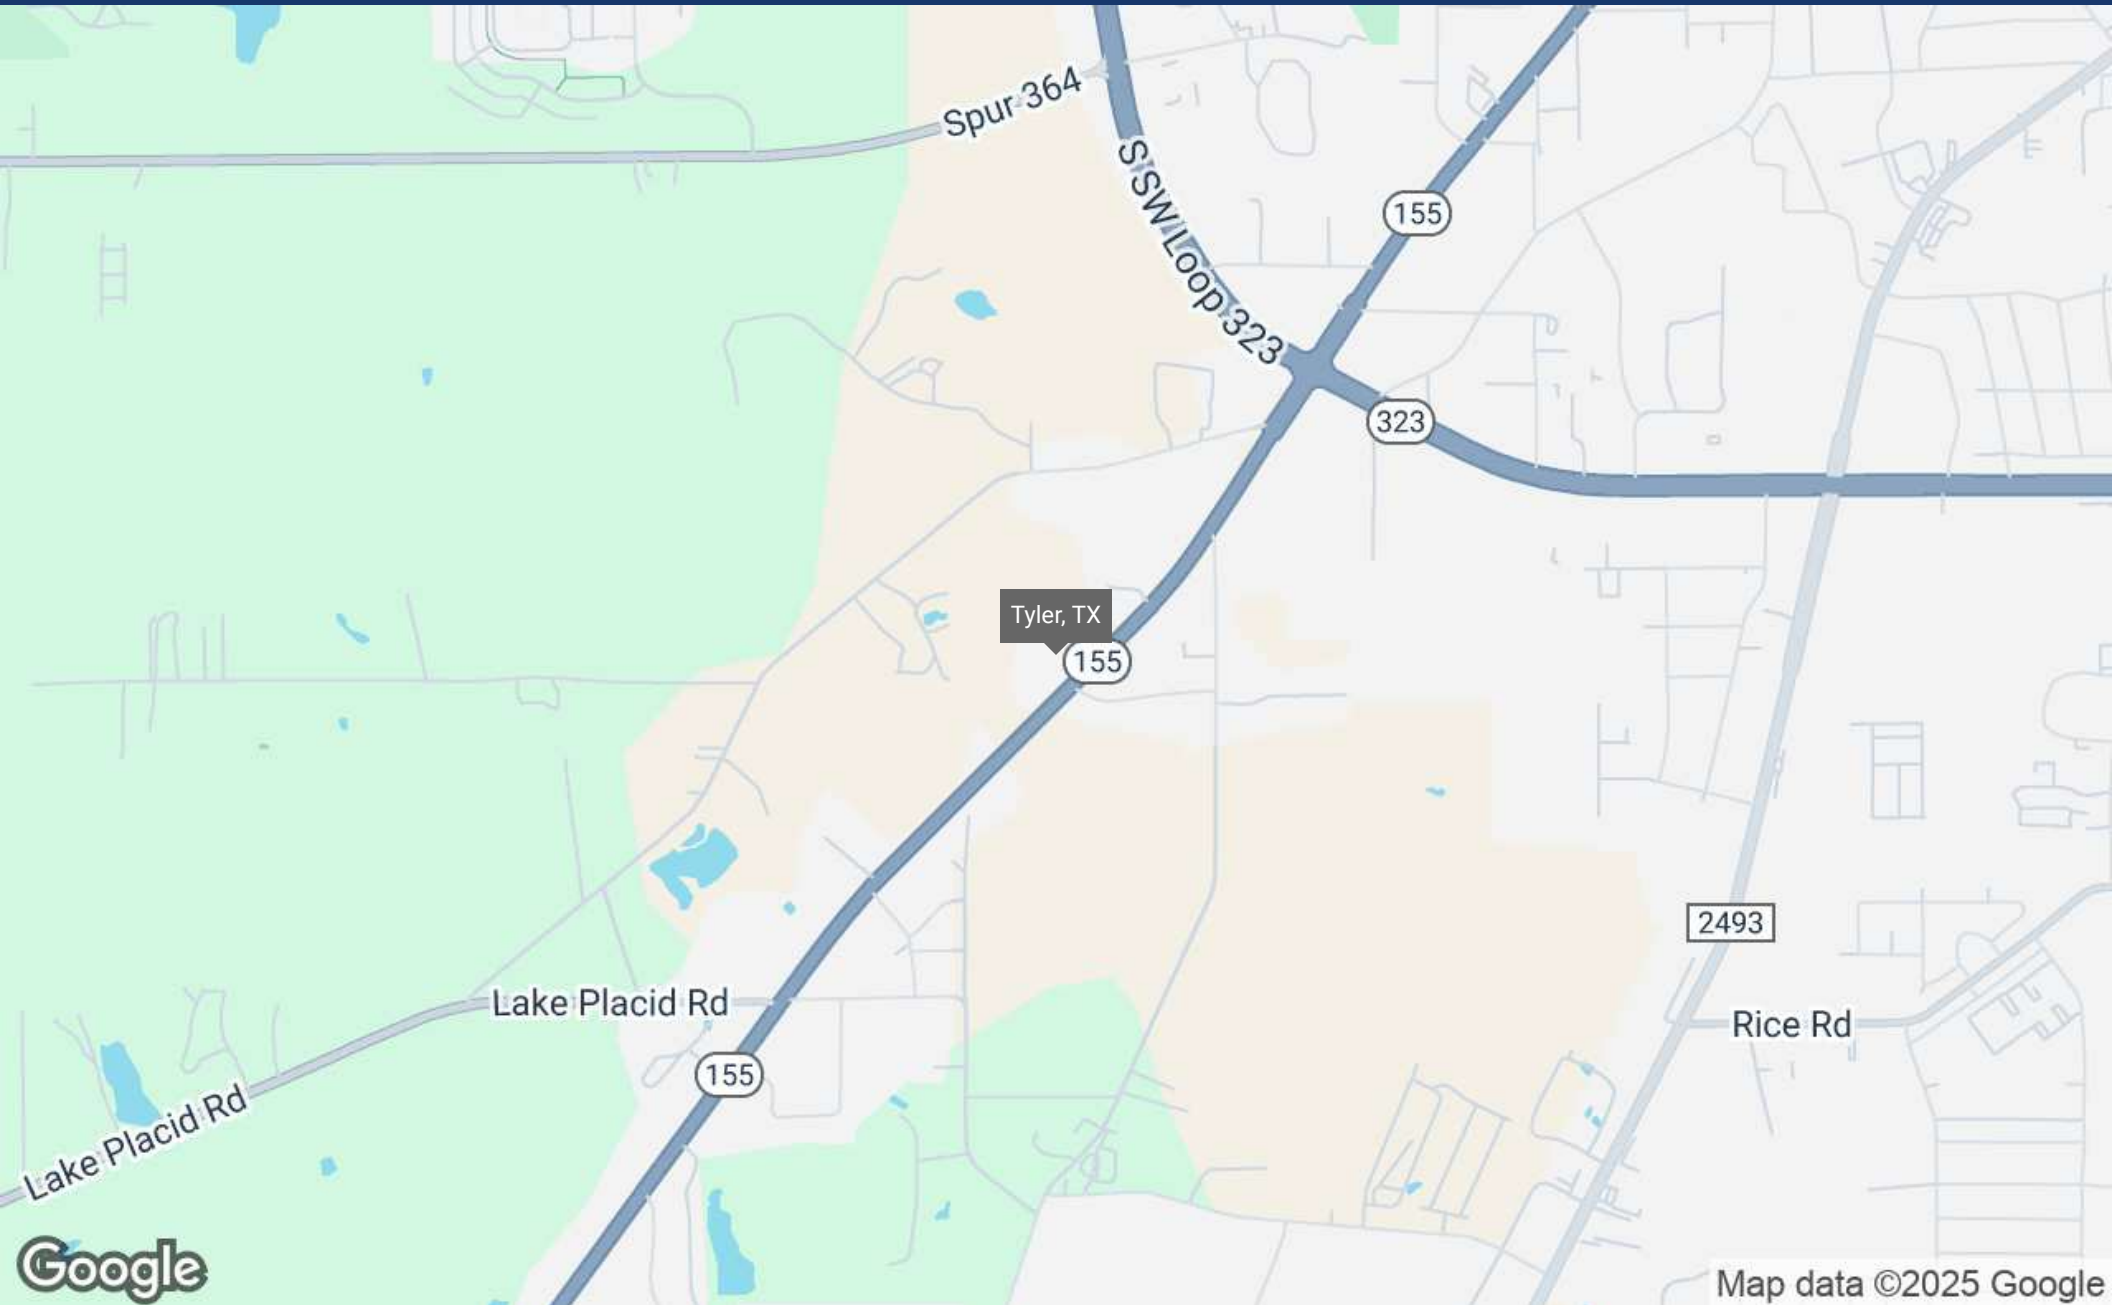 Spur 364
S SW Loop 323
155
323
Tyler, TX
155
2493
Lake Placid Rd
Rice Rd
155
Lake Placid Rd
Google
Map data ©2025 Google